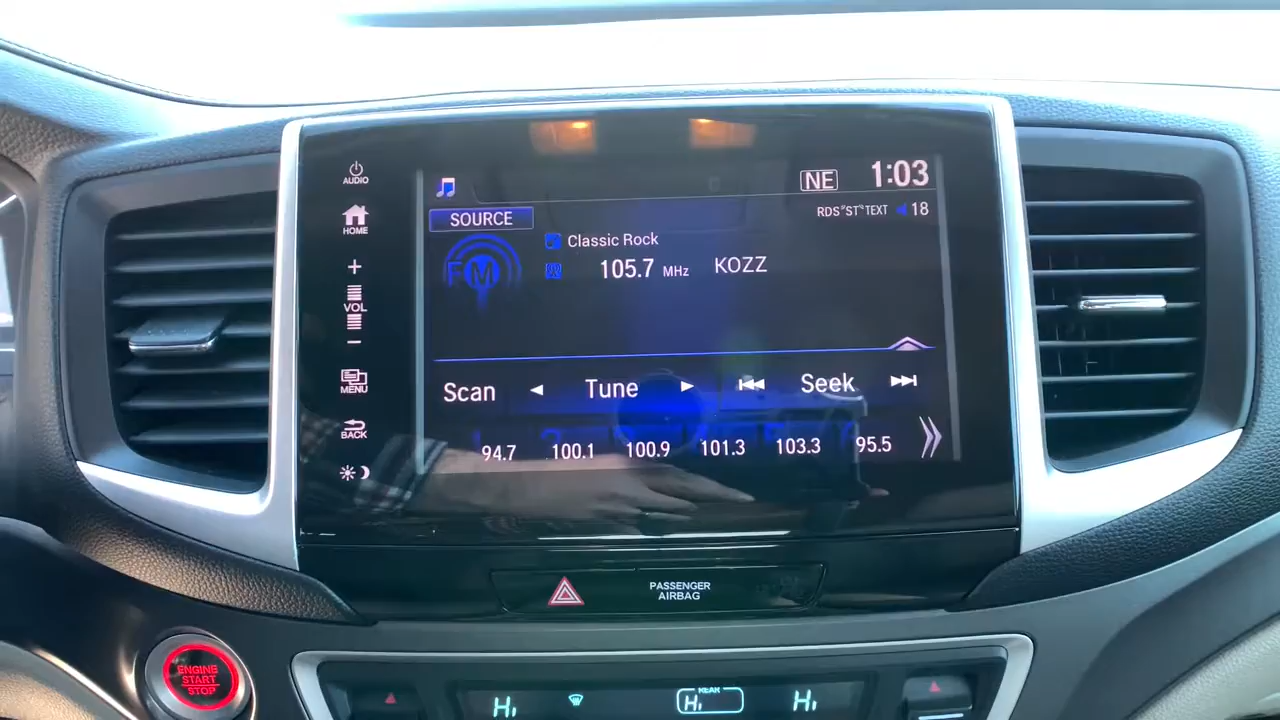 AUDIO
HOME
+
VOL
−
MENU
BACK
NE 1:03
RDS ST TEXT 18
SOURCE
FM
Classic Rock
105.7 MHz KOZZ
Scan Tune Seek
94.7 100.1 100.9 101.3 103.3 95.5
PASSENGER
AIRBAG
ENGINE
START
STOP
Hi
REAR
Hi
Hi